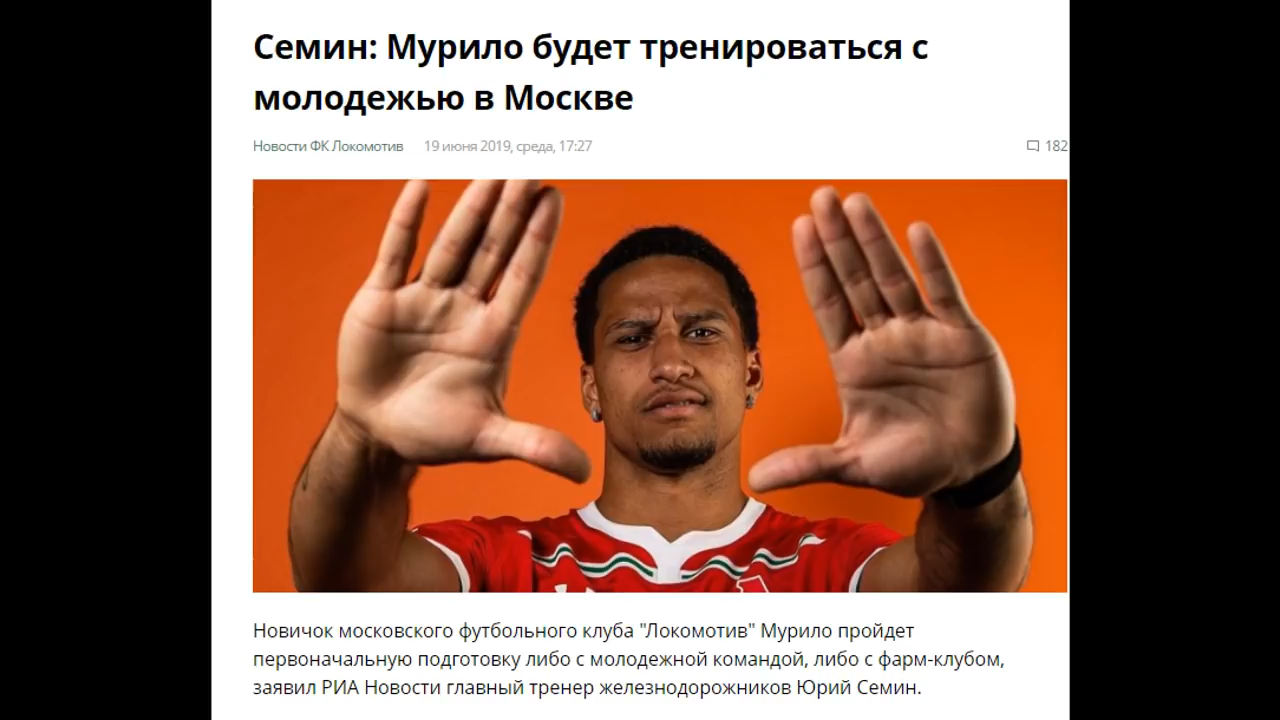 Семин: Мурило будет тренироваться с
молодежью в Москве
Новости ФК Локомотив 19 июня 2019, среда, 17:27 182
Новичок московского футбольного клуба "Локомотив" Мурило пройдет
первоначальную подготовку либо с молодежной командой, либо с фарм-клубом,
заявил РИА Новости главный тренер железнодорожников Юрий Семин.